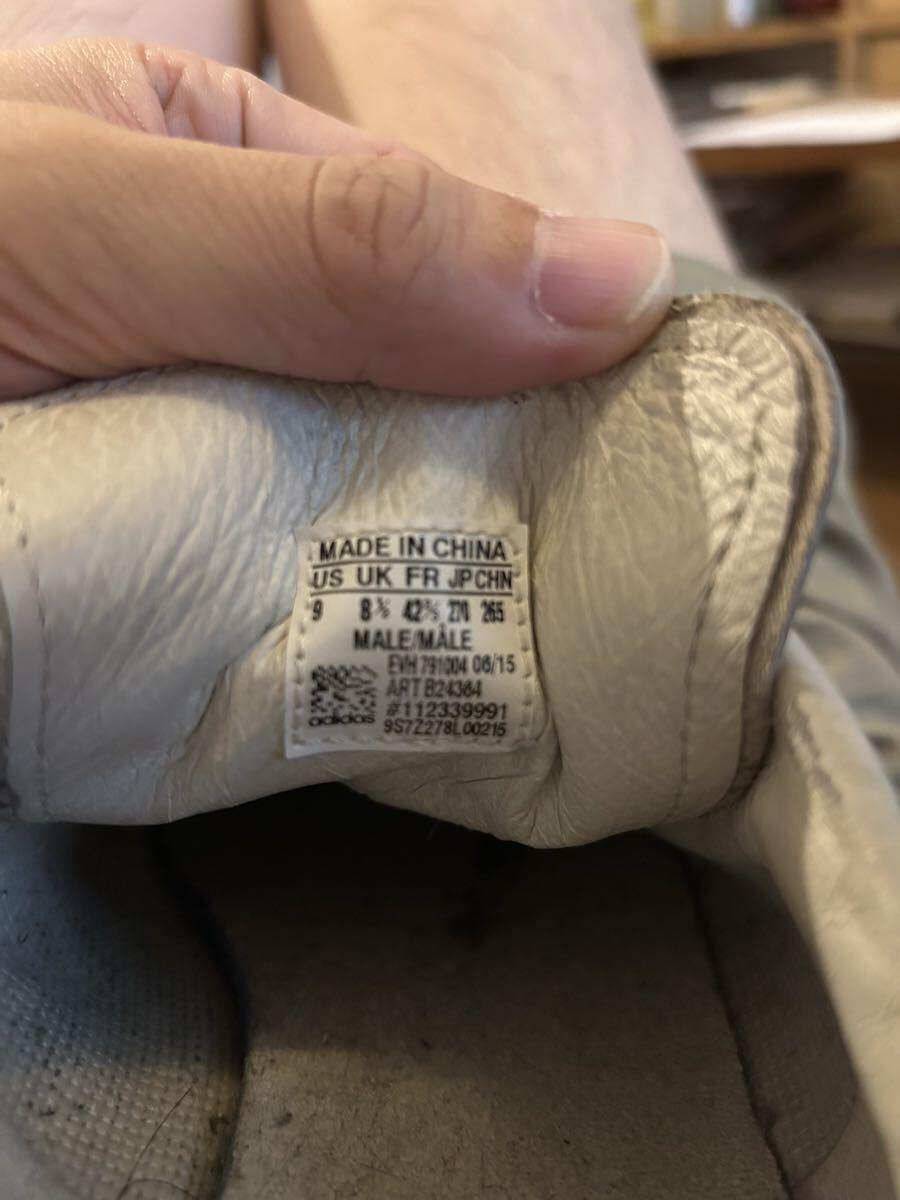 MADE IN CHINA
US UK FR JP CHN
9 8½ 42⅔ 270 265
MALE/MÂLE
EVH 791004 06/15
ART B24364
#112339991
9S7Z278L00215
adidas